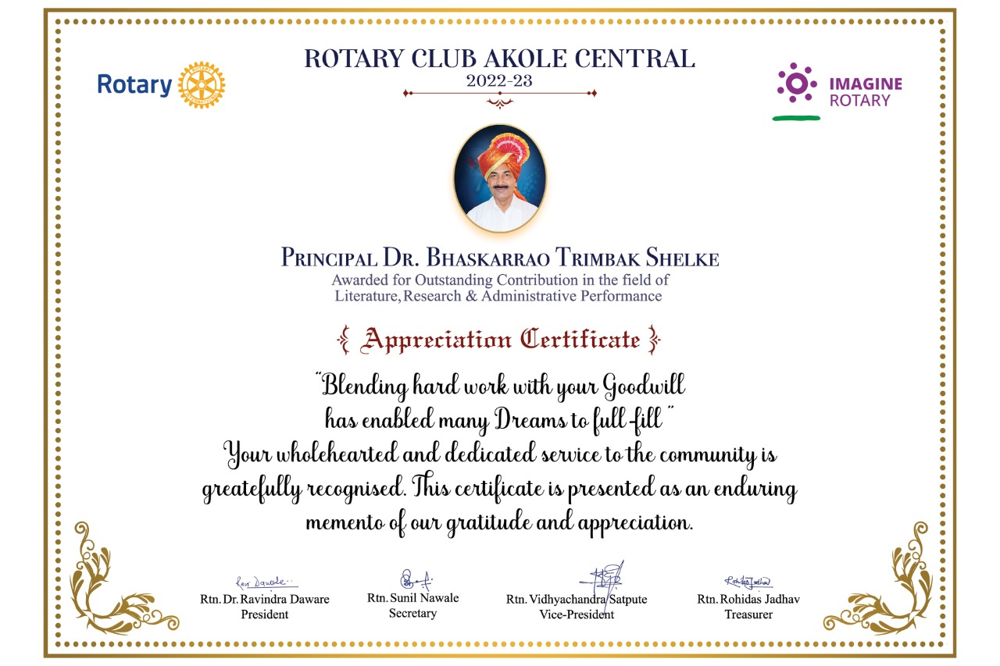 ROTARY CLUB AKOLE CENTRAL
2022-23
Rotary
ROTARY
INTERNATIONAL
IMAGINE
ROTARY
PRINCIPAL DR. BHASKARRAO TRIMBAK SHELKE
Awarded for Outstanding Contribution in the field of
Literature, Research & Administrative Performance
Appreciation Certificate
"Blending hard work with your Goodwill
has enabled many Dreams to full-fill"
Your wholehearted and dedicated service to the community is
greatefully recognised. This certificate is presented as an enduring
memento of our gratitude and appreciation.
Rtn. Dr. Ravindra Daware
President
Rtn. Sunil Nawale
Secretary
Rtn. Vidhyachandra Satpute
Vice-President
Rohidas Jadhav
Rtn. Rohidas Jadhav
Treasurer